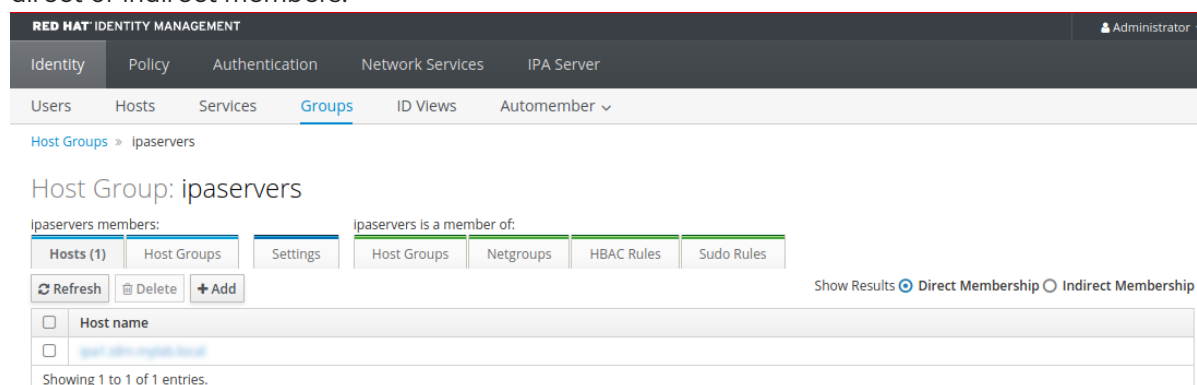 direct or indirect members.
RED HAT® IDENTITY MANAGEMENT Administrator
Identity Policy Authentication Network Services IPA Server
Users Hosts Services Groups ID Views Automember
Host Groups » ipaservers
Host Group: ipaservers
ipaservers members: ipaservers is a member of:
Hosts (1) Host Groups Settings Host Groups Netgroups HBAC Rules Sudo Rules
Refresh Delete + Add Show Results Direct Membership Indirect Membership
Host name
Showing 1 to 1 of 1 entries.